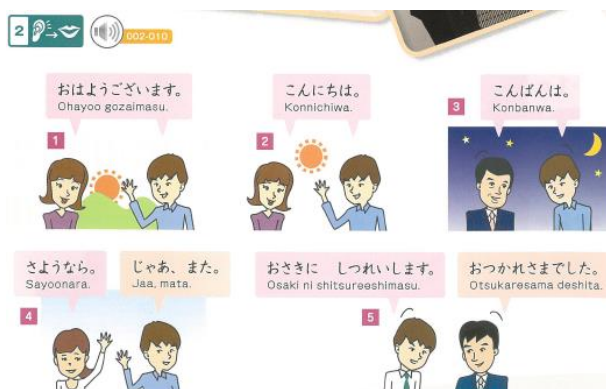 2
002-010
おはようございます。
Ohayoo gozaimasu.
1
こんにちは。
Konnichiwa.
2
こんばんは。
Konbanwa.
3
さようなら。
Sayoonara.
じゃあ、また。
Jaa, mata.
4
おさきに しつれいします。
Osaki ni shitsureeshimasu.
おつかれさまでした。
Otsukaresama deshita.
5